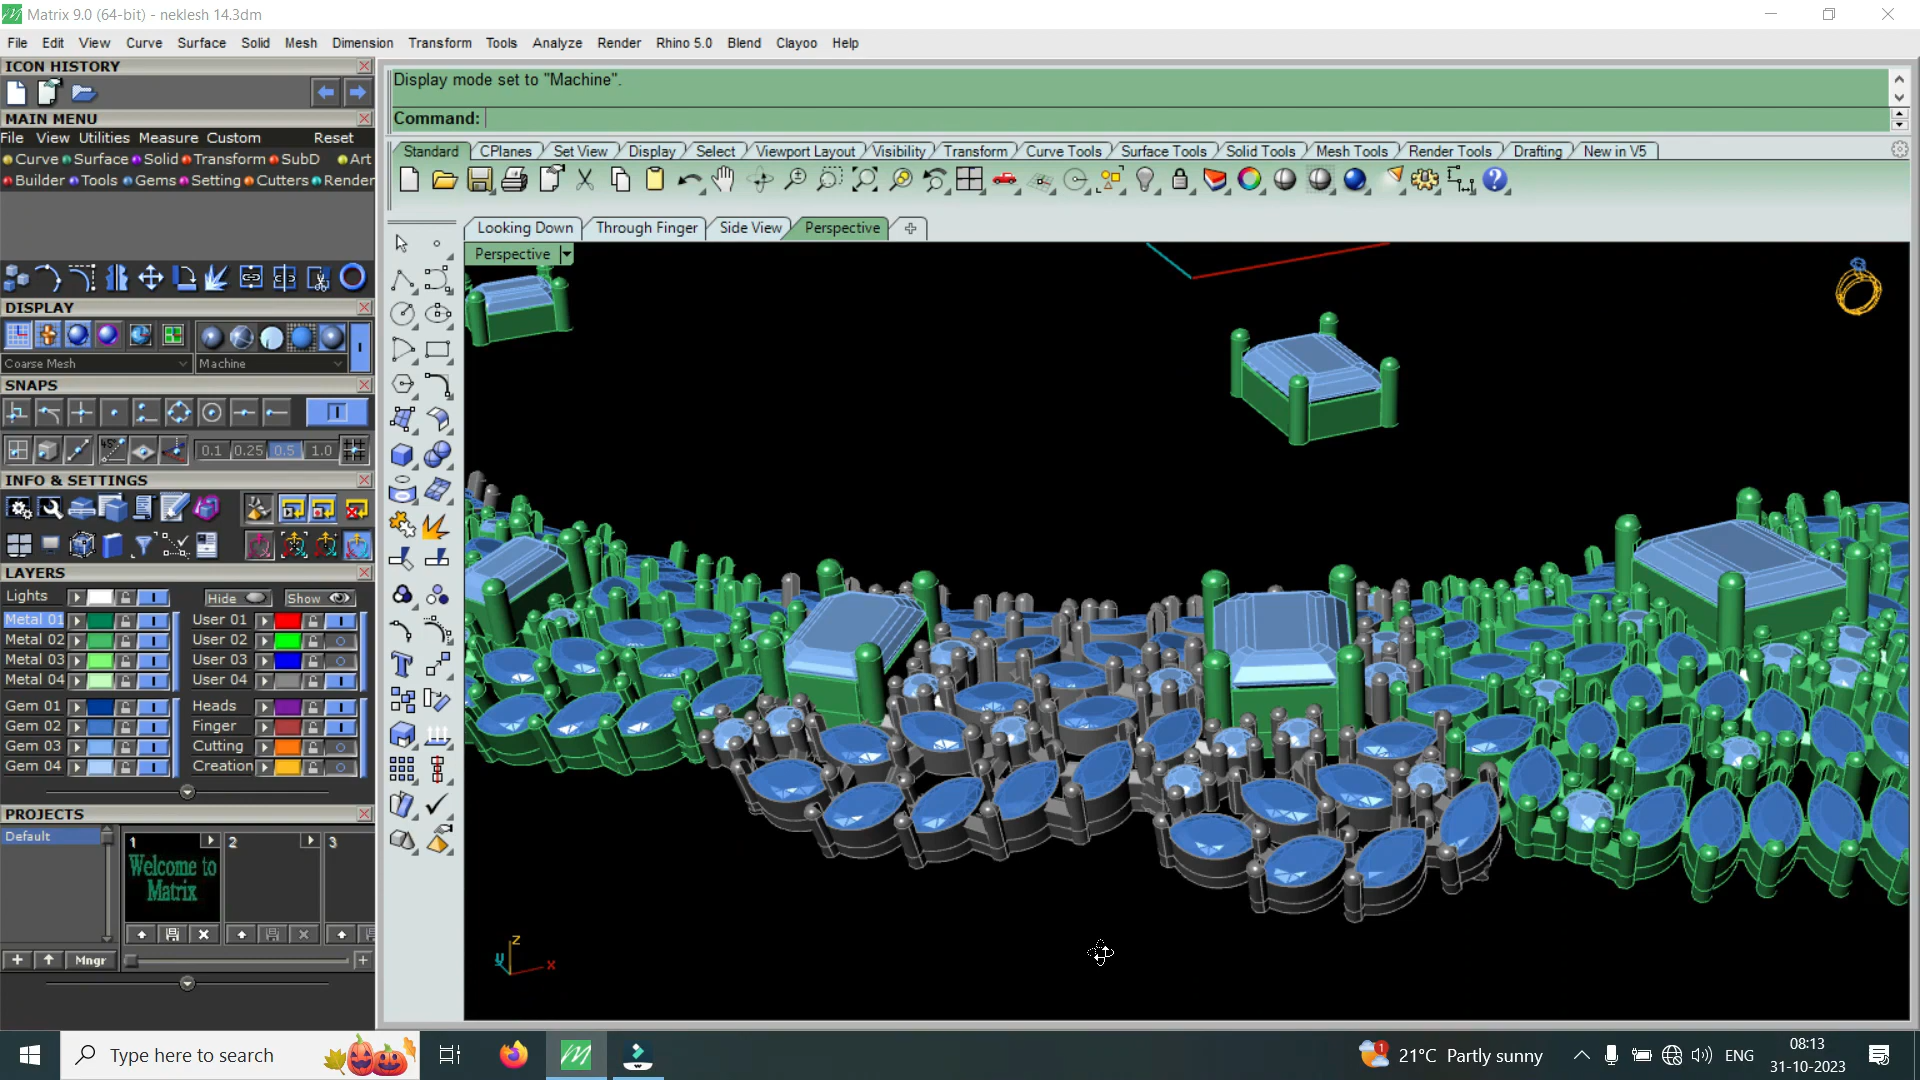 Matrix 9.0 (64-bit) - neklesh 14.3dm
File Edit View Curve Surface Solid Mesh Dimension Transform Tools Analyze Render Rhino 5.0 Blend Clayoo Help
ICON HISTORY
MAIN MENU
File View Utilities Measure Custom Reset
Curve Surface Solid Transform SubD Art
Builder Tools Gems Setting Cutters Render
DISPLAY
Coarse Mesh Machine
SNAPS
0.1 0.25 0.5 1.0
INFO & SETTINGS
LAYERS
Lights Hide Show
Metal 01 User 01
Metal 02 User 02
Metal 03 User 03
Metal 04 User 04
Gem 01 Heads
Gem 02 Finger
Gem 03 Cutting
Gem 04 Creation
PROJECTS
Default 1 2 3
Welcome to
Matrix
Mngr
Display mode set to "Machine".
Command:
Standard CPlanes Set View Display Select Viewport Layout Visibility Transform Curve Tools Surface Tools Solid Tools Mesh Tools Render Tools Drafting New in V5
Looking Down Through Finger Side View Perspective
Perspective
z
y x
Type here to search
1 21°C Partly sunny ENG 08:13
31-10-2023